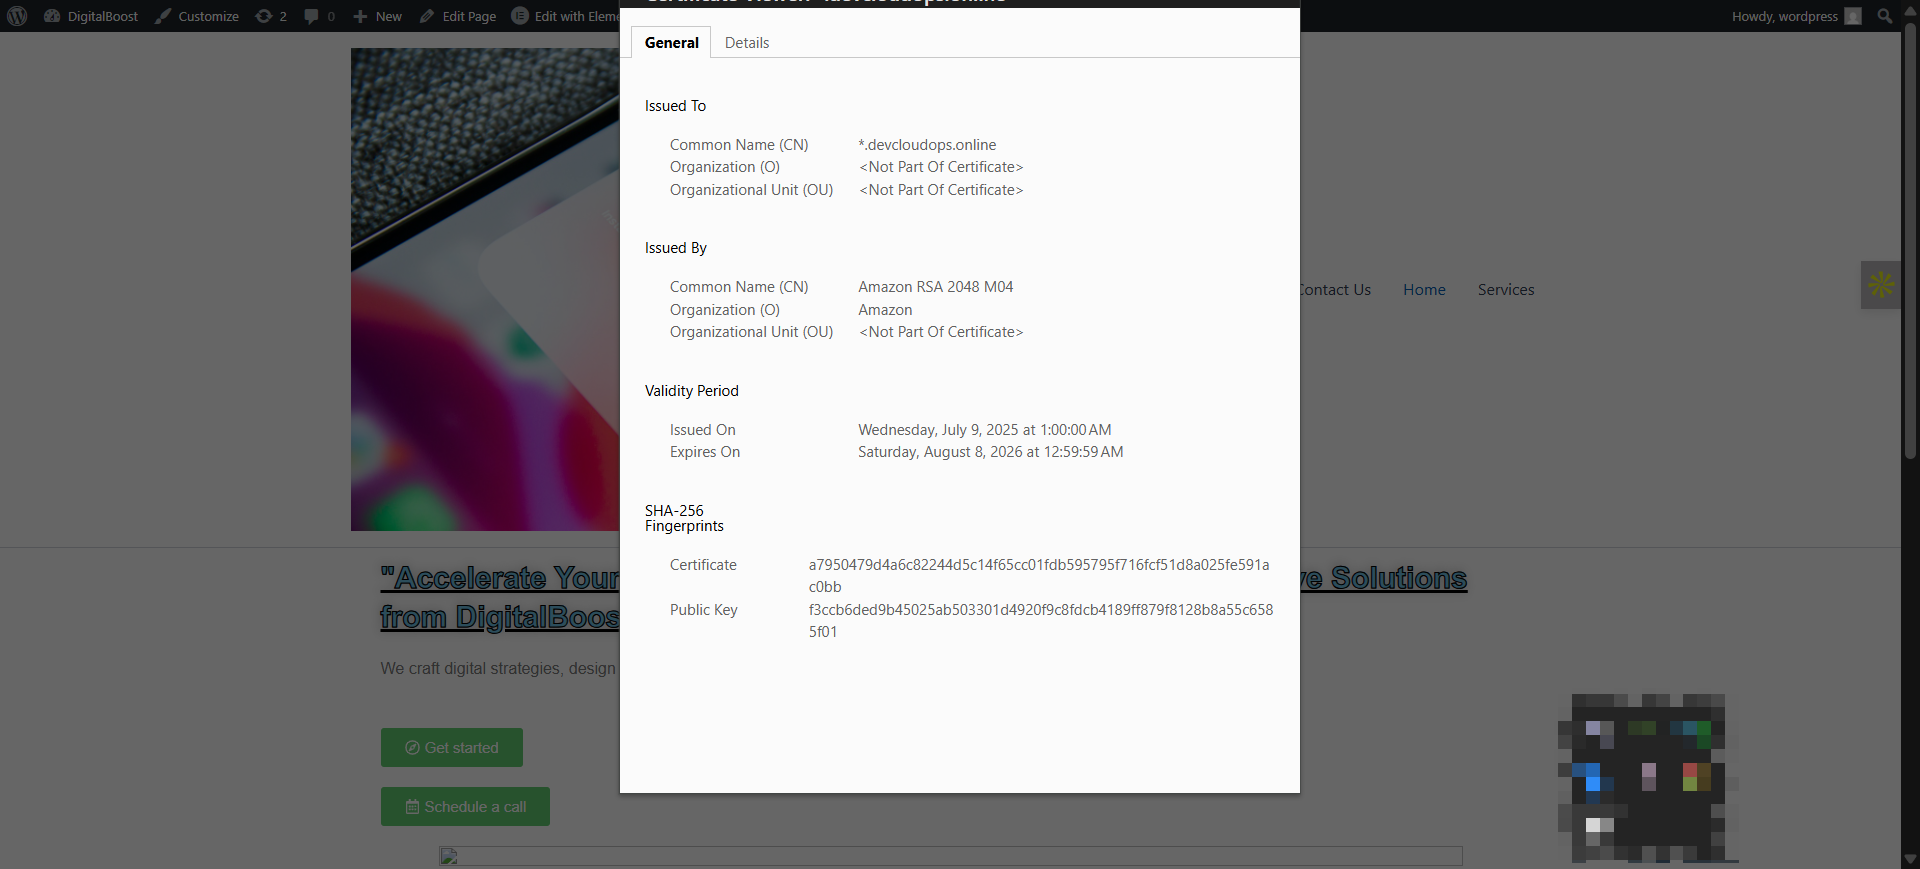 DigitalBoost
Customize
2
0
New
Edit Page
Edit with Eleme
Howdy, wordpress
General
Details
Issued To
Common Name (CN) *.devcloudops.online
Organization (O) <Not Part Of Certificate>
Organizational Unit (OU) <Not Part Of Certificate>
Issued By
Common Name (CN) Amazon RSA 2048 M04
Organization (O) Amazon
Organizational Unit (OU) <Not Part Of Certificate>
Validity Period
Issued On Wednesday, July 9, 2025 at 1:00:00 AM
Expires On Saturday, August 8, 2026 at 12:59:59 AM
SHA-256
Fingerprints
Certificate a7950479d4a6c82244d5c14f65cc01fdb595795f716fcf51d8a025fe591a
c0bb
Public Key f3ccb6ded9b45025ab503301d4920f9c8fdcb4189ff879f8128b8a55c658
5f01
Contact Us
Home
Services
"Accelerate Your ve Solutions
from DigitalBoos
We craft digital strategies, design
Get started
Schedule a call